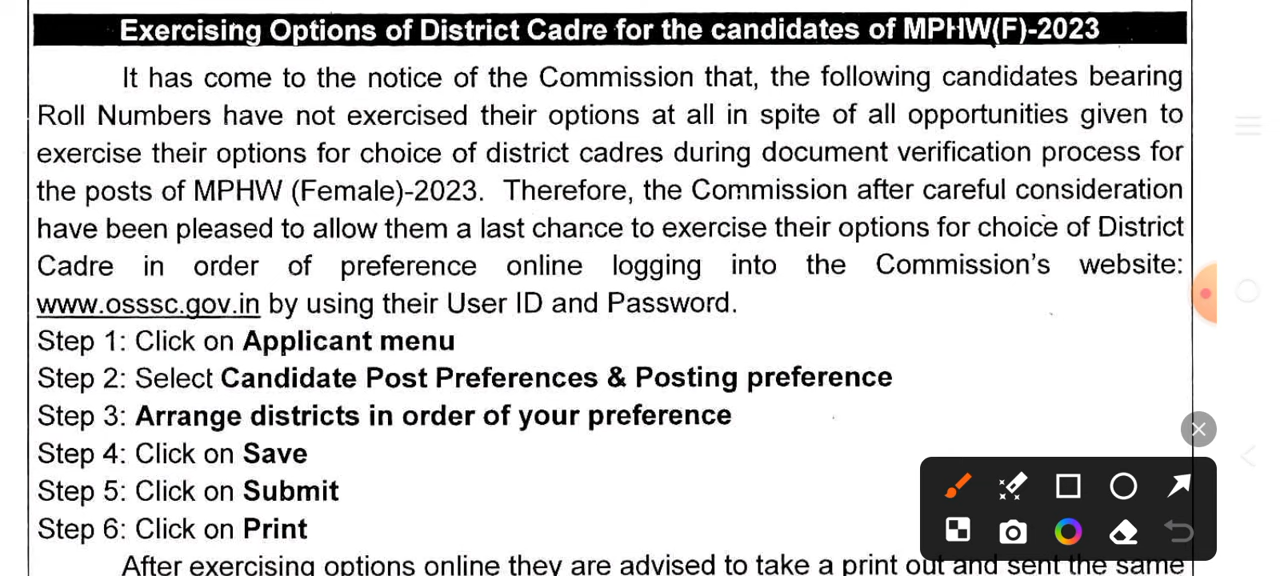 Exercising Options of District Cadre for the candidates of MPHW(F)-2023
It has come to the notice of the Commission that, the following candidates bearing
Roll Numbers have not exercised their options at all in spite of all opportunities given to
exercise their options for choice of district cadres during document verification process for
the posts of MPHW (Female)-2023. Therefore, the Commission after careful consideration
have been pleased to allow them a last chance to exercise their options for choice of District
Cadre in order of preference online logging into the Commission's website:
www.osssc.gov.in by using their User ID and Password.
Step 1: Click on Applicant menu
Step 2: Select Candidate Post Preferences & Posting preference
Step 3: Arrange districts in order of your preference
Step 4: Click on Save
Step 5: Click on Submit
Step 6: Click on Print
After exercising options online they are advised to take a print out and sent the same